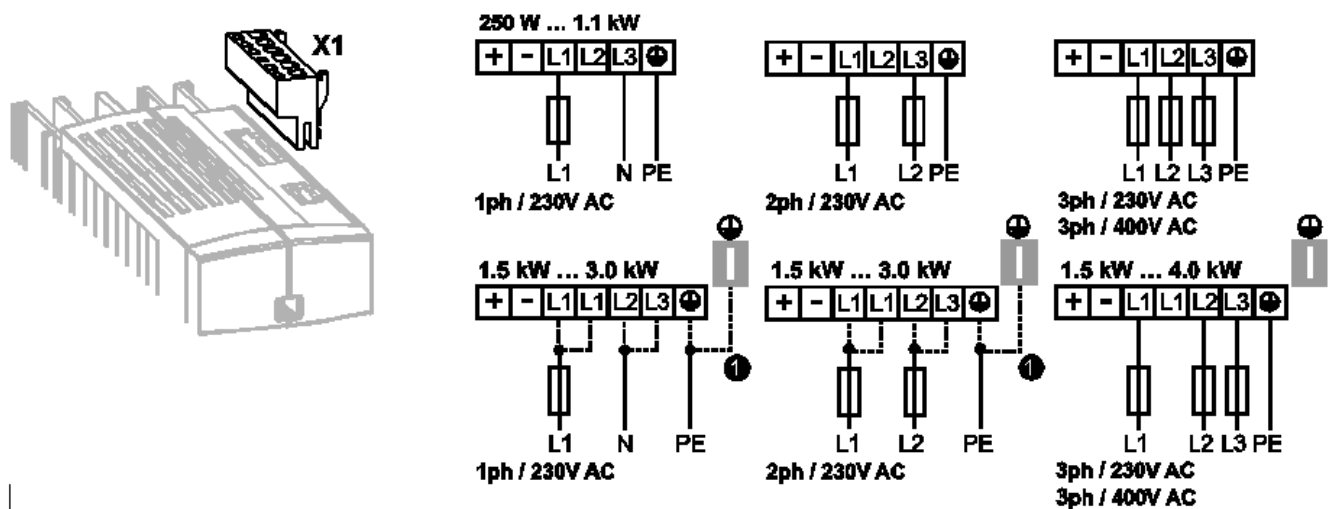 X1
250 W ... 1.1 kW
+ - L1 L2 L3
L1 N PE
1ph / 230V AC
+ - L1 L2 L3
L1 L2 PE
2ph / 230V AC
+ - L1 L2 L3
L1 L2 L3 PE
3ph / 230V AC
3ph / 400V AC
1.5 kW ... 3.0 kW
+ - L1 L1 L2 L3
1
L1 N PE
1ph / 230V AC
1.5 kW ... 3.0 kW
+ - L1 L1 L2 L3
1
L1 L2 PE
2ph / 230V AC
1.5 kW ... 4.0 kW
+ - L1 L1 L2 L3
L1 L2 L3 PE
3ph / 230V AC
3ph / 400V AC